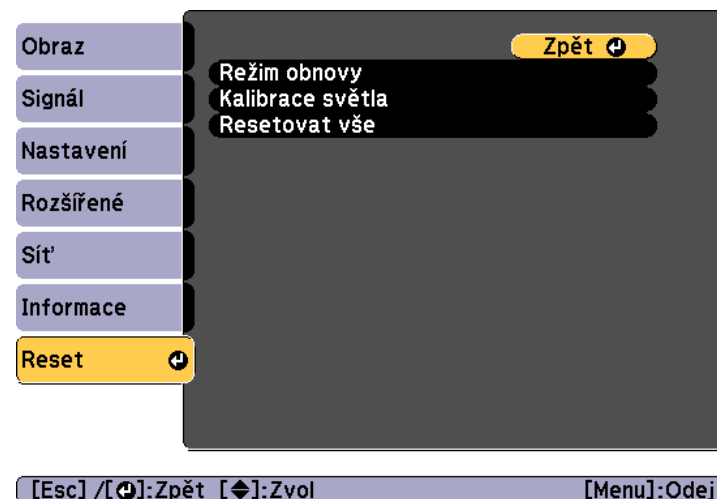 Obraz
Signál
Nastavení
Rozšířené
Síť
Informace
Reset
Zpět
Režim obnovy
Kalibrace světla
Resetovat vše
[Esc] /[]:Zpět []:Zvol [Menu]:Odej